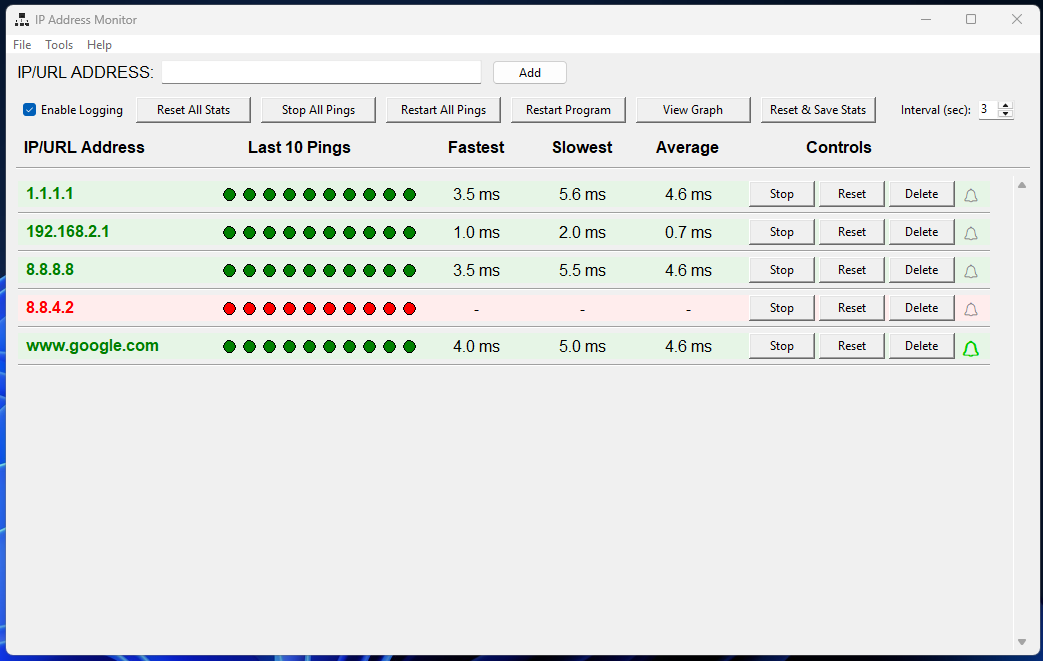 IP Address Monitor
File Tools Help
IP/URL ADDRESS: Add
Enable Logging Reset All Stats Stop All Pings Restart All Pings Restart Program View Graph Reset & Save Stats Interval (sec): 3
IP/URL Address Last 10 Pings Fastest Slowest Average Controls
1.1.1.1 3.5 ms 5.6 ms 4.6 ms Stop Reset Delete
192.168.2.1 1.0 ms 2.0 ms 0.7 ms Stop Reset Delete
8.8.8.8 3.5 ms 5.5 ms 4.6 ms Stop Reset Delete
8.8.4.2 - - - Stop Reset Delete
www.google.com 4.0 ms 5.0 ms 4.6 ms Stop Reset Delete